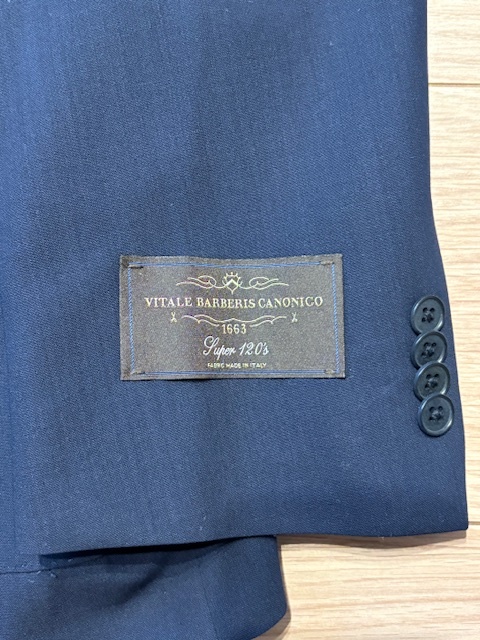 VITALE BARBERIS CANONICO
1663
Super 120's
FABRIC MADE IN ITALY